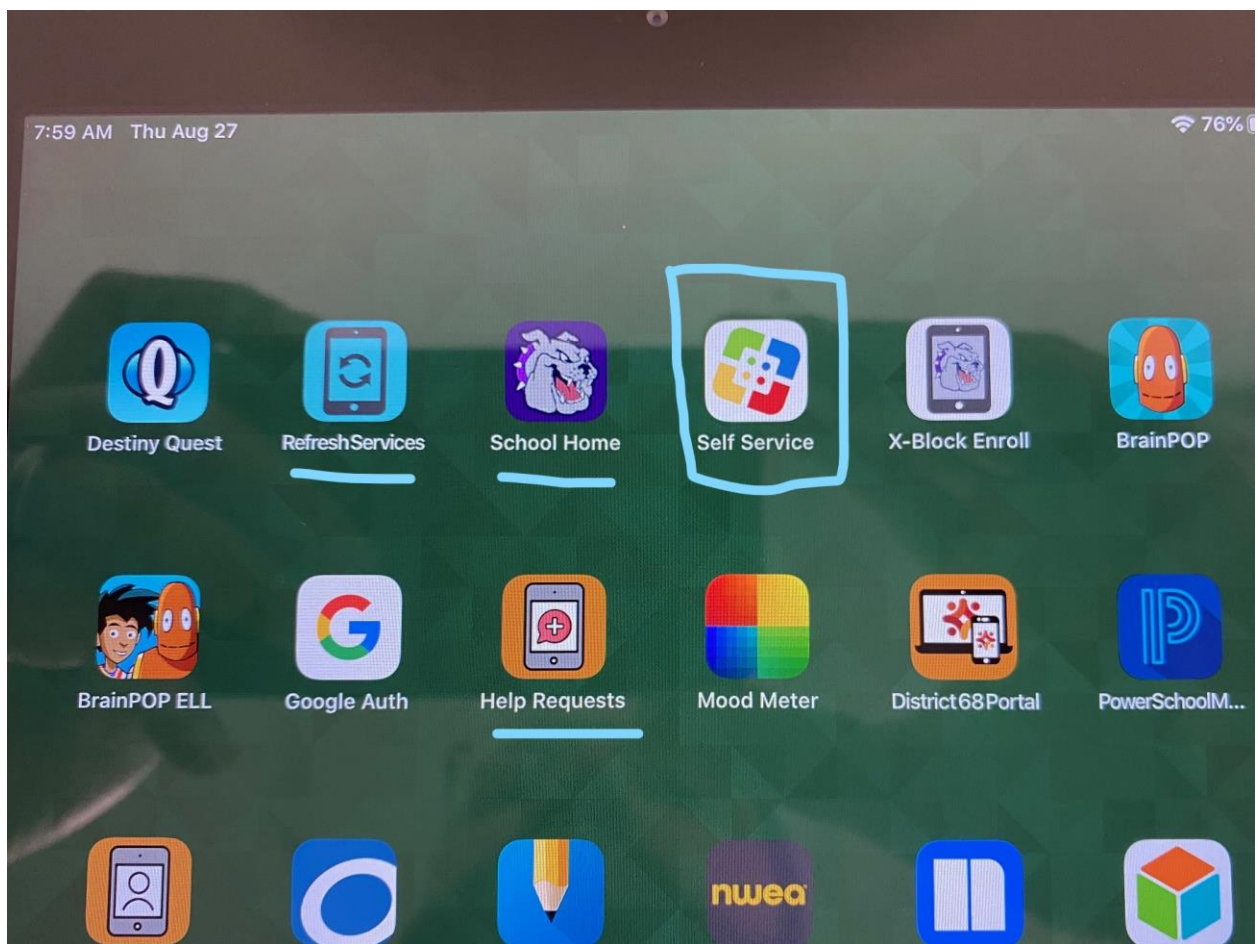 7:59 AM Thu Aug 27
76%
Q
Destiny Quest
RefreshServices
School Home
Self Service
X-Block Enroll
BrainPOP
G
P
BrainPOP ELL
Google Auth
Help Requests
Mood Meter
District68Portal
PowerSchoolM...
nwea